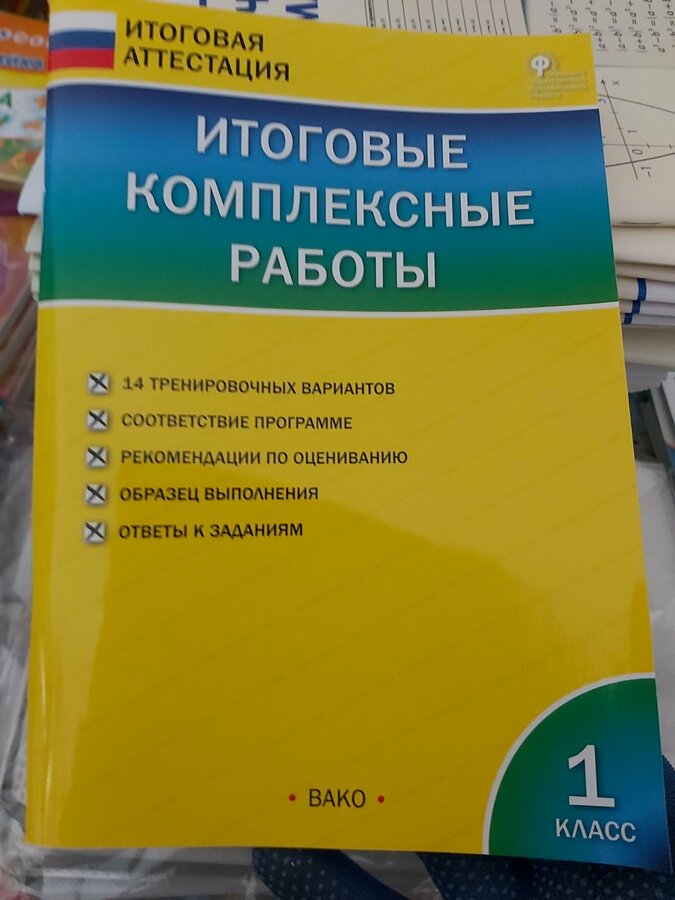 ИТОГОВАЯ
АТТЕСТАЦИЯ
ИТОГОВЫЕ
КОМПЛЕКСНЫЕ
РАБОТЫ
14 ТРЕНИРОВОЧНЫХ ВАРИАНТОВ
СООТВЕТСТВИЕ ПРОГРАММЕ
РЕКОМЕНДАЦИИ ПО ОЦЕНИВАНИЮ
ОБРАЗЕЦ ВЫПОЛНЕНИЯ
ОТВЕТЫ К ЗАДАНИЯМ
• ВАКО •
1
КЛАСС